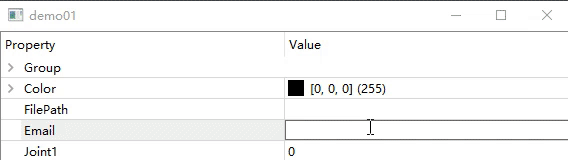 demo01
Property Value
Group
Color [0, 0, 0] (255)
FilePath
Email
Joint1 0